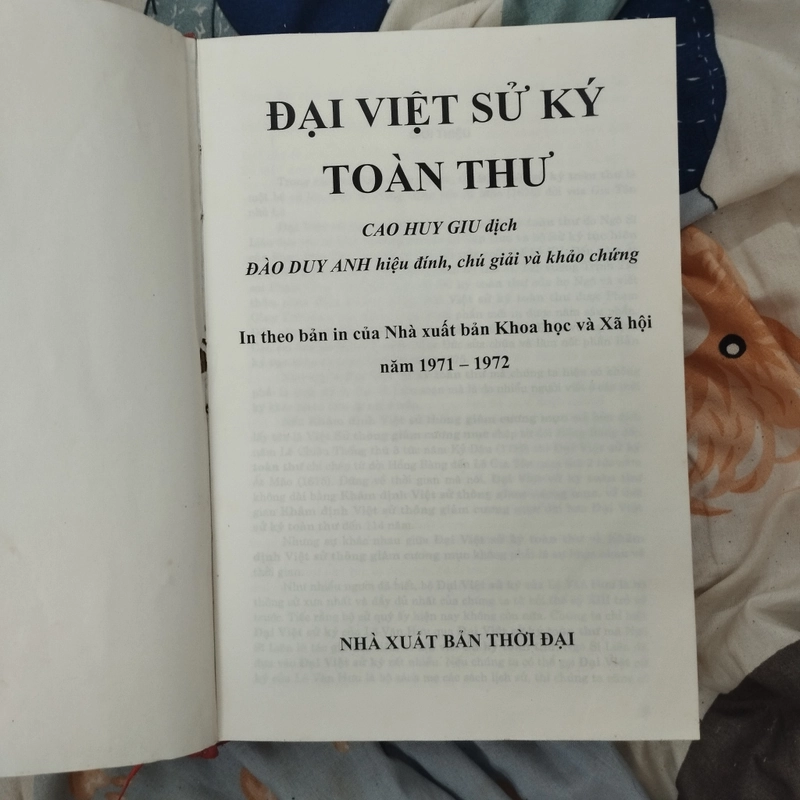 ĐẠI VIỆT SỬ KÝ
TOÀN THƯ
CAO HUY GIU dịch
ĐÀO DUY ANH hiệu đính, chú giải và khảo chứng
In theo bản in của Nhà xuất bản Khoa học và Xã hội
năm 1971 – 1972
NHÀ XUẤT BẢN THỜI ĐẠI